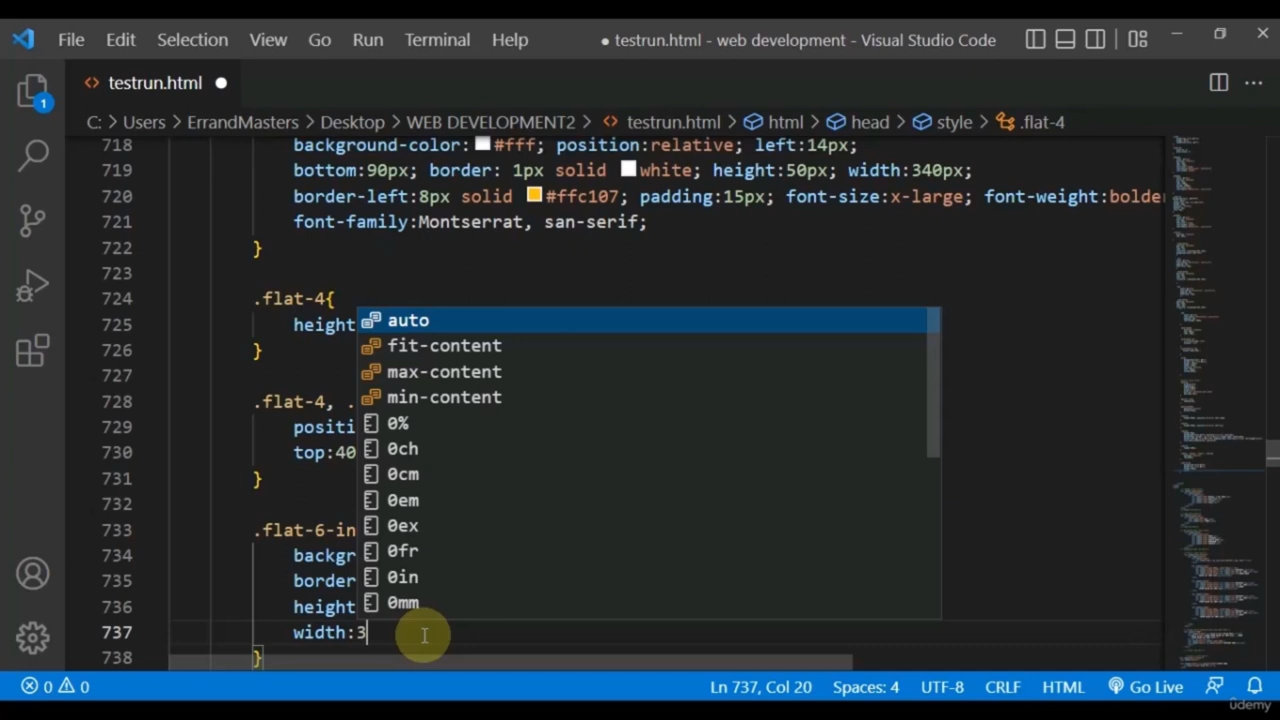 File Edit Selection View Go Run Terminal Help ● testrun.html - web development - Visual Studio Code
<> testrun.html ●
1
C: > Users > ErrandMasters > Desktop > WEB DEVELOPMENT2 > <> testrun.html > html > head > style > .flat-4
718 background-color: #fff; position:relative; left:14px;
719 bottom:90px; border: 1px solid white; height:50px; width:340px;
720 border-left:8px solid #ffc107; padding:15px; font-size:x-large; font-weight:bolde
721 font-family:Montserrat, san-serif;
722 }
723
724 .flat-4{
auto
725 height
fit-content
726 }
max-content
727
min-content
728 .flat-4, .
0%
729 positi
0ch
730 top:40
0cm
731 }
0em
732
0ex
733 .flat-6-in
0fr
734 backgr
0in
735 border
0mm
736 height
737 width:3
738 }
0 0 Ln 737, Col 20 Spaces: 4 UTF-8 CRLF HTML Go Live
ûdemy